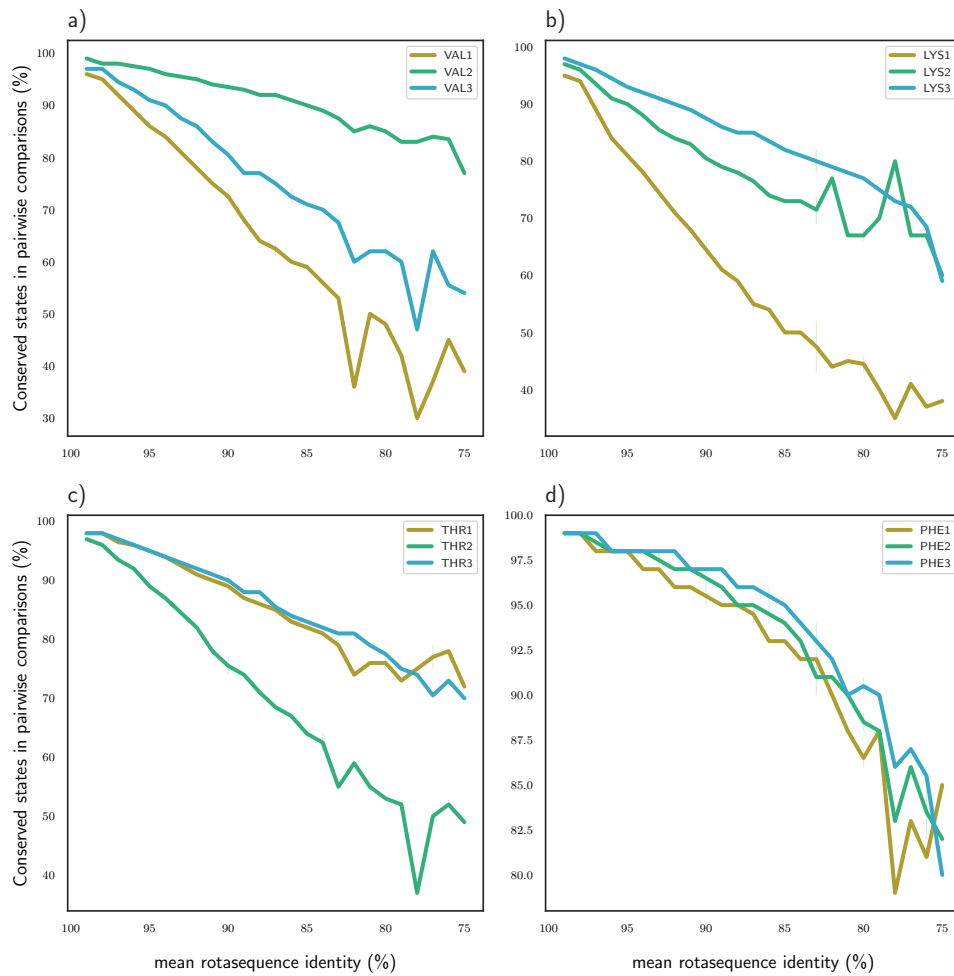 a)
b)
Conserved states in pairwise comparisons (%)
100
90
80
70
60
50
40
30
VAL1
VAL2
VAL3
100 95 90 85 80 75
100
90
80
70
60
50
40
LYS1
LYS2
LYS3
100 95 90 85 80 75
c)
d)
Conserved states in pairwise comparisons (%)
100
90
80
70
60
50
40
THR1
THR2
THR3
100 95 90 85 80 75
100.0
97.5
95.0
92.5
90.0
87.5
85.0
82.5
80.0
PHE1
PHE2
PHE3
100 95 90 85 80 75
mean rotasequence identity (%)
mean rotasequence identity (%)